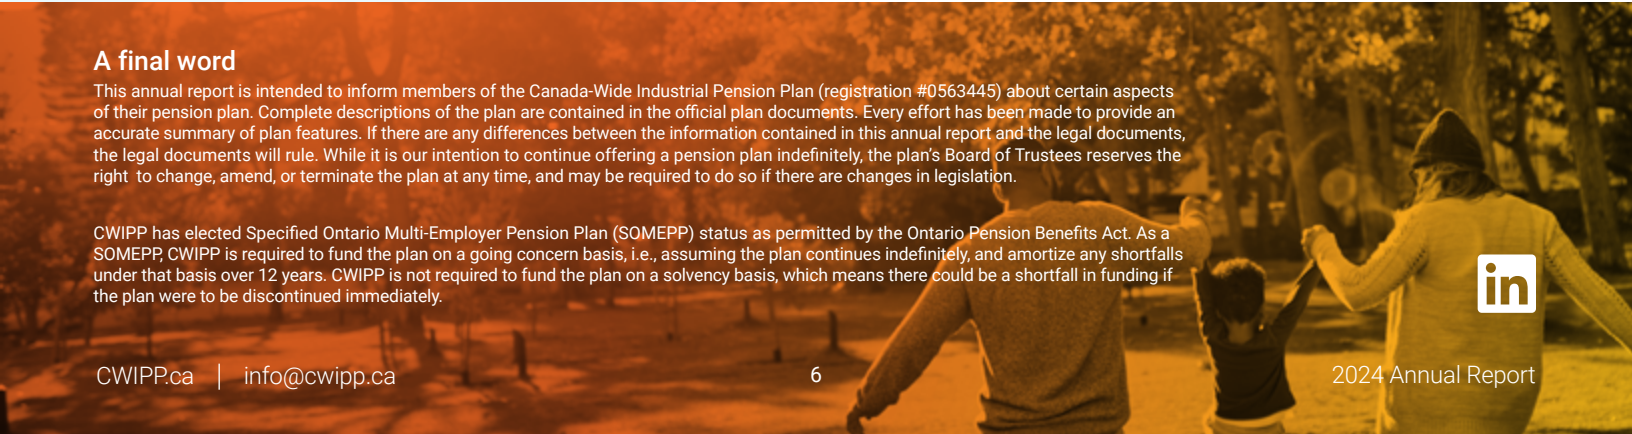 A final word
This annual report is intended to inform members of the Canada-Wide Industrial Pension Plan (registration #0563445) about certain aspects
of their pension plan. Complete descriptions of the plan are contained in the official plan documents. Every effort has been made to provide an
accurate summary of plan features. If there are any differences between the information contained in this annual report and the legal documents,
the legal documents will rule. While it is our intention to continue offering a pension plan indefinitely, the plan's Board of Trustees reserves the
right  to change, amend, or terminate the plan at any time, and may be required to do so if there are changes in legislation.
CWIPP has elected Specified Ontario Multi-Employer Pension Plan (SOMEPP) status as permitted by the Ontario Pension Benefits Act. As a
SOMEPP, CWIPP is required to fund the plan on a going concern basis, i.e., assuming the plan continues indefinitely, and amortize any shortfalls
under that basis over 12 years. CWIPP is not required to fund the plan on a solvency basis, which means there could be a shortfall in funding if
the plan were to be discontinued immediately.
in
CWIPP.ca | info@cwipp.ca
6
2024 Annual Report